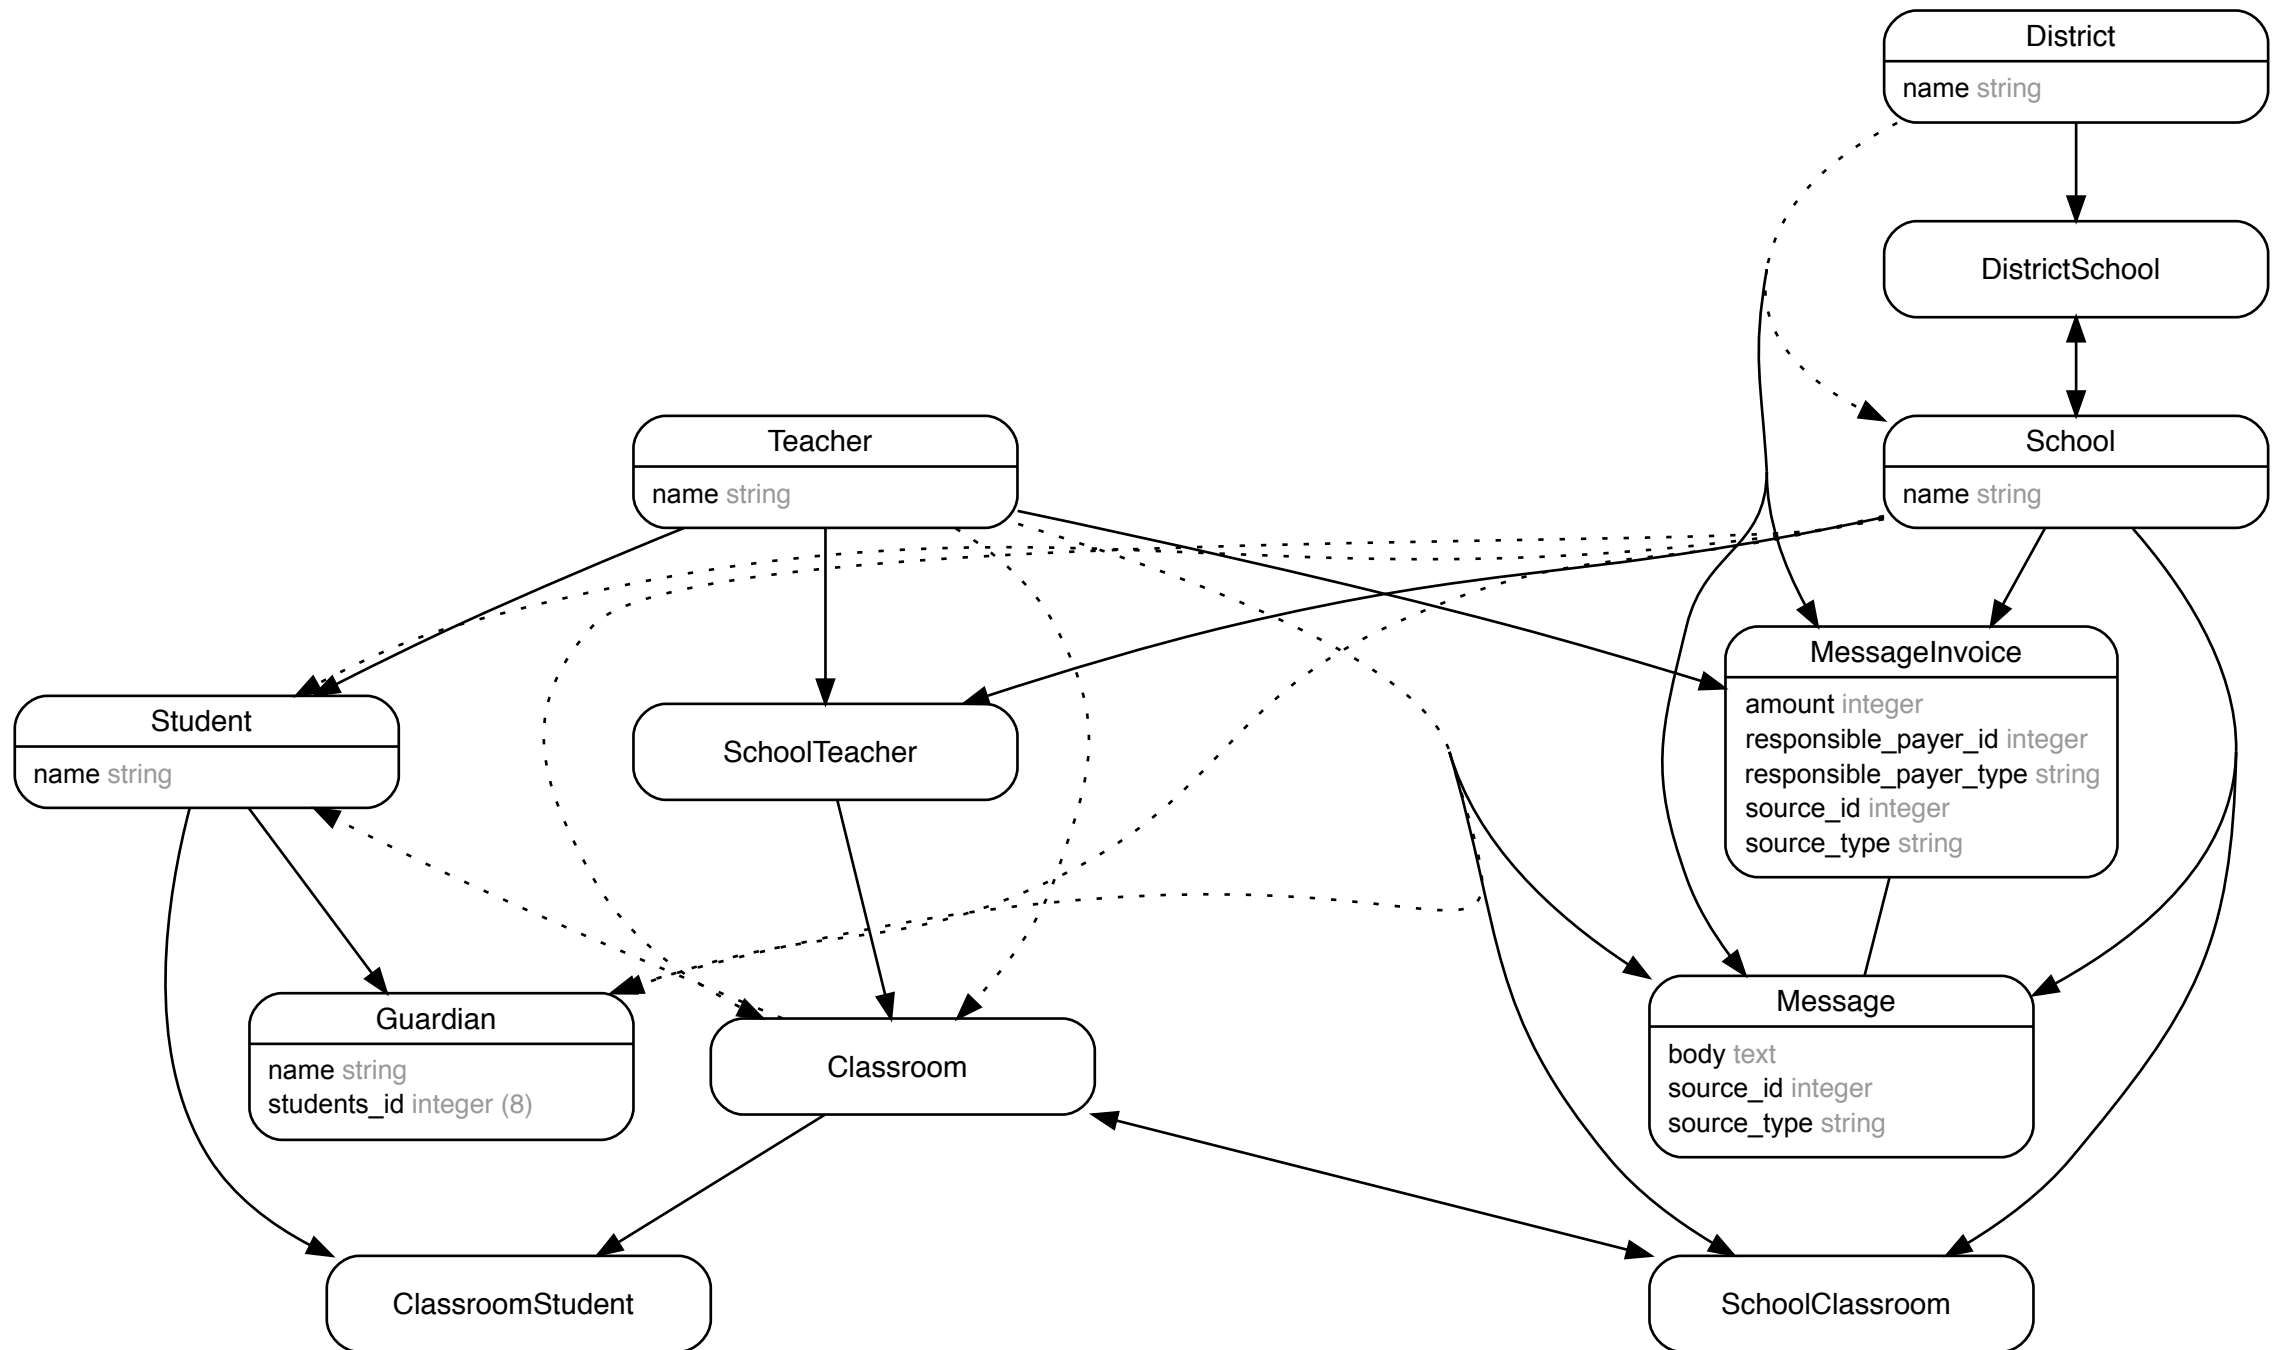 District
name string
DistrictSchool
Teacher
name string
School
name string
Student
name string
SchoolTeacher
MessageInvoice
amount integer
responsible_payer_id integer
responsible_payer_type string
source_id integer
source_type string
Guardian
name string
students_id integer (8)
Classroom
Message
body text
source_id integer
source_type string
ClassroomStudent
SchoolClassroom